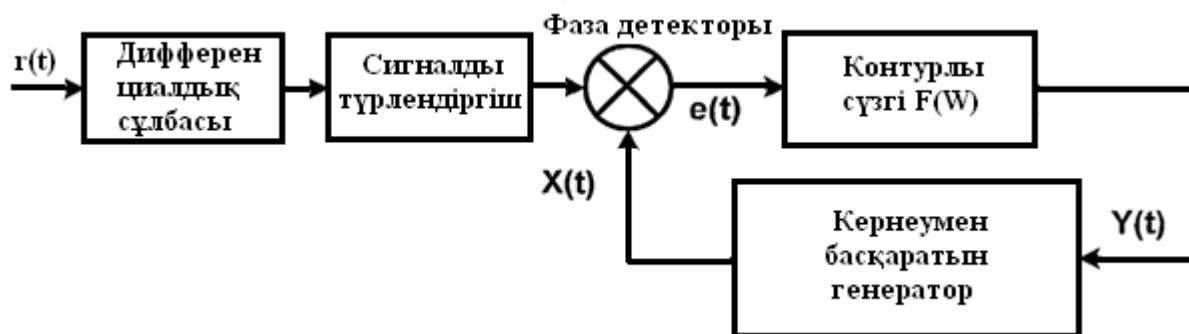 Фаза детекторы
r(t)
Дифферен
циалдық
сұлбасы
Сигналды
түрлендіргіш
e(t)
Контурлы
сүзгі F(W)
X(t)
Кернеумен
басқаратын
генератор
Y(t)